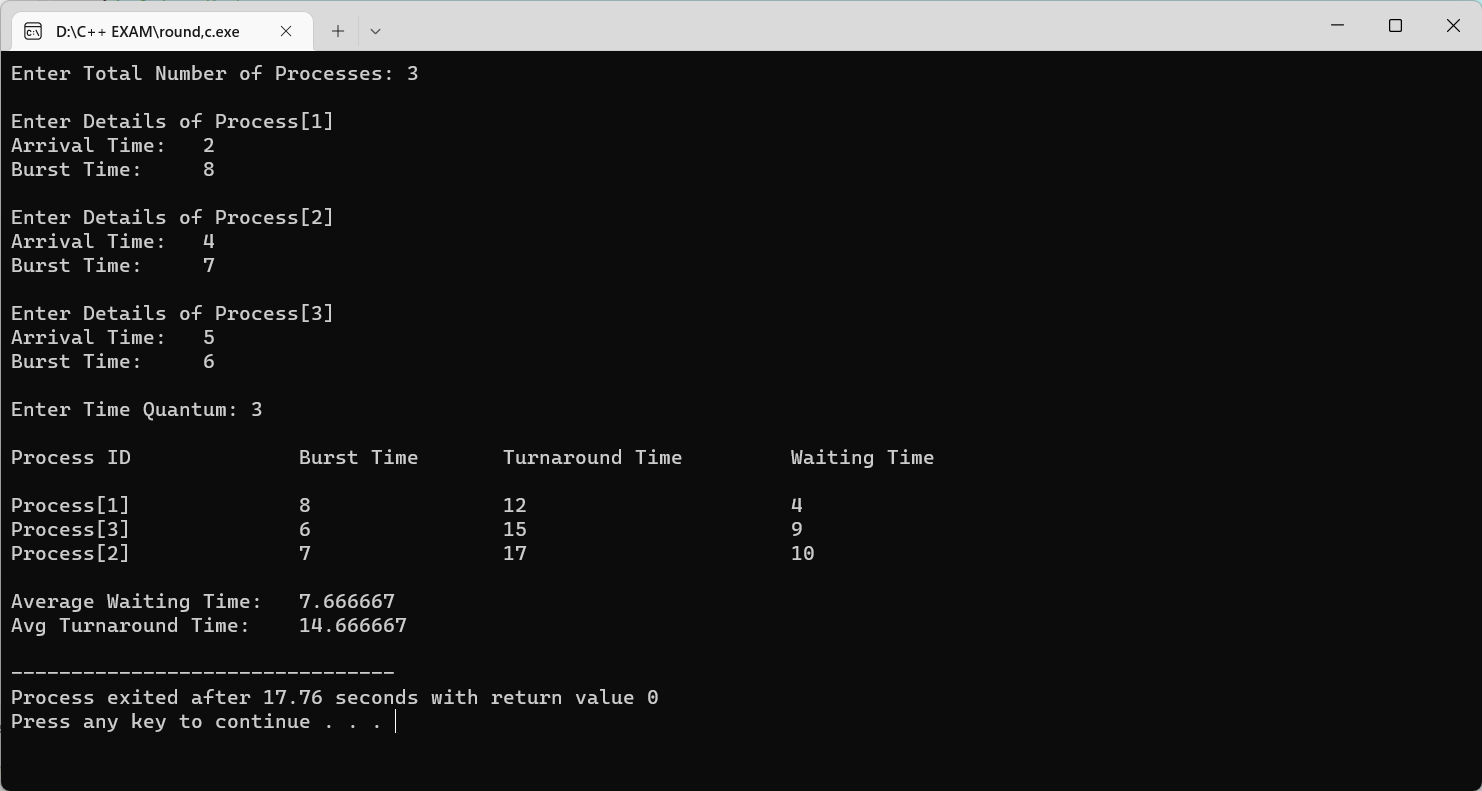 D:\C++ EXAM\round,c.exe
Enter Total Number of Processes: 3
Enter Details of Process[1]
Arrival Time:   2
Burst Time:     8
Enter Details of Process[2]
Arrival Time:   4
Burst Time:     7
Enter Details of Process[3]
Arrival Time:   5
Burst Time:     6
Enter Time Quantum: 3
Process ID              Burst Time       Turnaround Time         Waiting Time
Process[1]              8                12                      4
Process[3]              6                15                      9
Process[2]              7                17                      10
Average Waiting Time:   7.666667
Avg Turnaround Time:    14.666667
--------------------------------
Process exited after 17.76 seconds with return value 0
Press any key to continue . . .